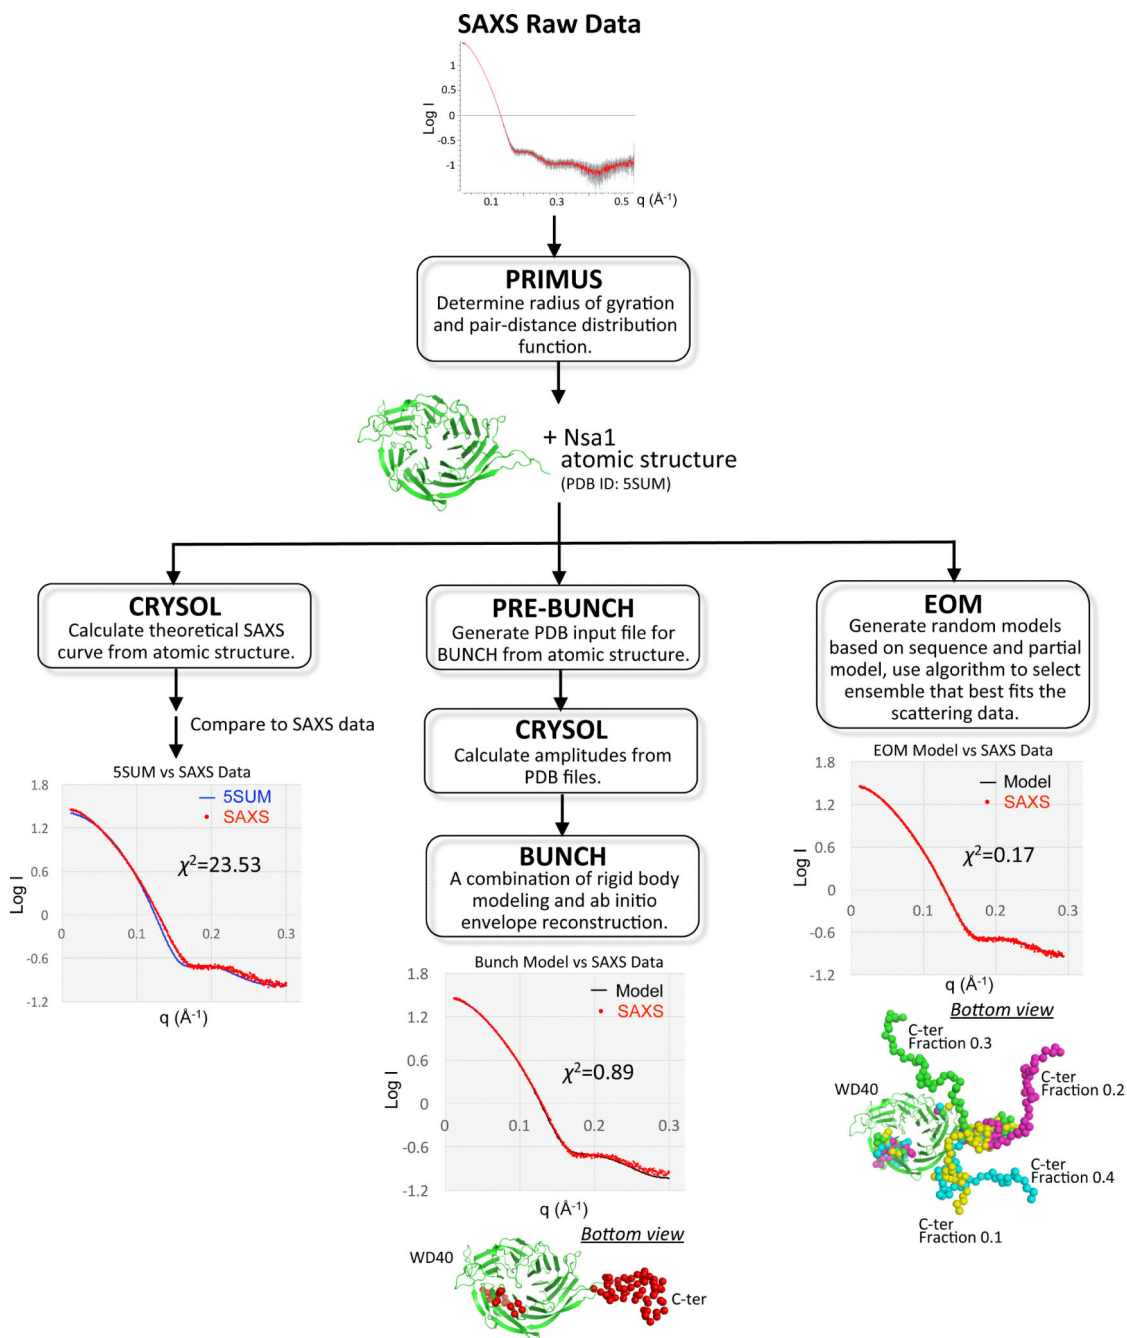 SAXS Raw Data
Log I
1
0.5
0
-0.5
-1
0.1
0.3
0.5
q (Å⁻¹)
PRIMUS
Determine radius of gyration
and pair-distance distribution
function.
+ Nsa1
atomic structure
(PDB ID: 5SUM)
CRYSOL
Calculate theoretical SAXS
curve from atomic structure.
Compare to SAXS data
5SUM vs SAXS Data
1.8
1.2
0.6
0
-0.6
-1.2
Log I
5SUM
SAXS
χ²=23.53
0
0.1
0.2
0.3
q (Å⁻¹)
PRE-BUNCH
Generate PDB input file for
BUNCH from atomic structure.
CRYSOL
Calculate amplitudes from
PDB files.
BUNCH
A combination of rigid body
modeling and ab initio
envelope reconstruction.
Bunch Model vs SAXS Data
1.8
1.2
0.6
0
-0.6
-1.2
Log I
Model
SAXS
χ²=0.89
0
0.1
0.2
0.3
q (Å⁻¹)
Bottom view
WD40
C-ter
EOM
Generate random models
based on sequence and partial
model, use algorithm to select
ensemble that best fits the
scattering data.
EOM Model vs SAXS Data
1.8
1.2
0.6
0
-0.6
-1.2
Log I
Model
SAXS
χ²=0.17
0
0.1
0.2
0.3
q (Å⁻¹)
Bottom view
C-ter
Fraction 0.3
WD40
C-ter
Fraction 0.2
C-ter
Fraction 0.4
C-ter
Fraction 0.1